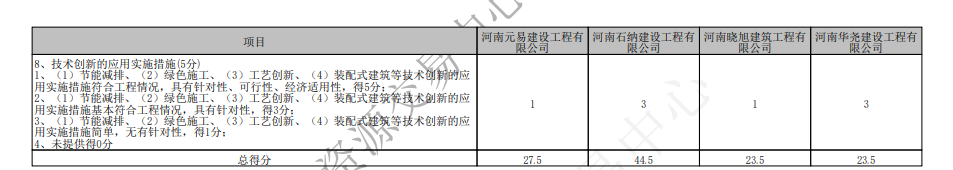 项目
河南元易建设工程有
限公司
河南石纳建设工程有
限公司
河南晓旭建筑工程有
限公司
河南华尧建设工程有
限公司
8、技术创新的应用实施措施(5分)
1、（1）节能减排、（2）绿色施工、（3）工艺创新、（4）装配式建筑等技术创新的应
用实施措施符合工程情况，具有针对性、可行性、经济适用性，得5分；
2、（1）节能减排、（2）绿色施工、（3）工艺创新、（4）装配式建筑等技术创新的应
用实施措施基本符合工程情况，具有针对性，得3分；
3、（1）节能减排、（2）绿色施工、（3）工艺创新、（4）装配式建筑等技术创新的应
用实施措施简单，无有针对性，得1分；
4、未提供得0分
1
3
1
3
总得分
27.5
44.5
23.5
23.5
资源交易中心
中心